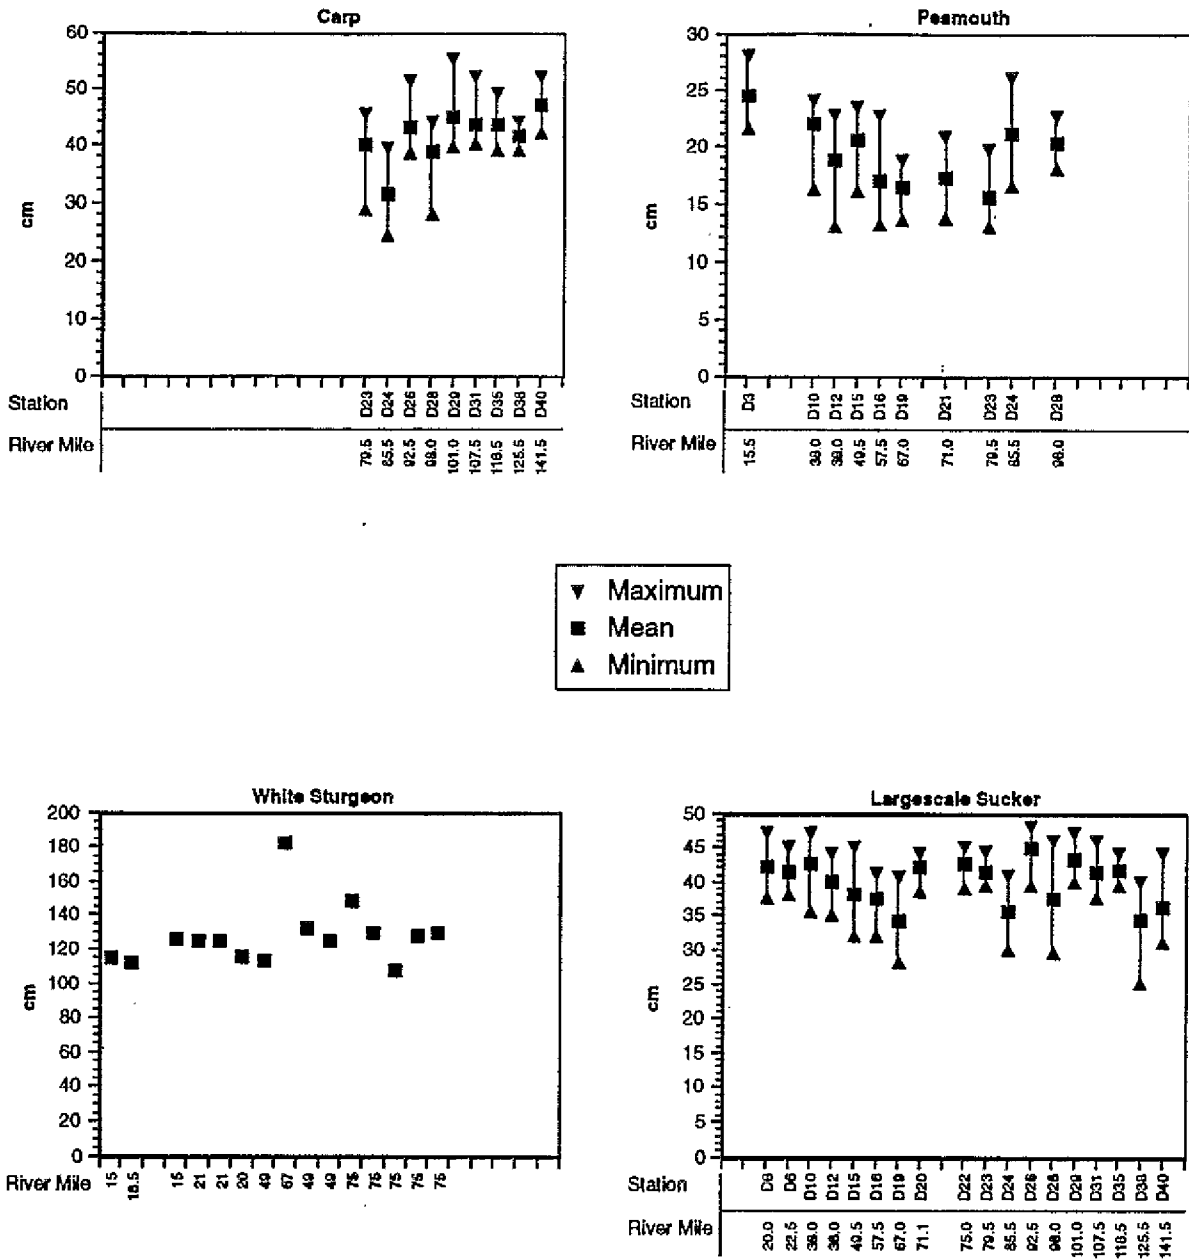 Carp
60
50
40
30
20
10
0
cm
Station D23 D24 D26 D28 D29 D31 D35 D38 D40
River Mile 79.5 85.5 92.5 98.0 101.0 107.5 118.5 125.5 141.5
Peamouth
30
25
20
15
10
5
0
cm
Station D3 D10 D12 D15 D16 D19 D21 D23 D24 D28
River Mile 15.5 38.0 38.0 49.5 57.5 67.0 71.0 79.5 85.5 98.0
Maximum
Mean
Minimum
White Sturgeon
200
180
160
140
120
100
80
60
40
20
0
cm
River Mile 15 18.5 15 21 21 20 49 67 49 49 75 75 75 75 75
Largescale Sucker
50
45
40
35
30
25
20
15
10
5
0
cm
Station D6 D10 D12 D15 D16 D19 D20 D22 D23 D24 D26 D28 D29 D31 D35 D38 D40
River Mile 20.0 22.5 38.0 38.0 49.5 57.5 67.0 71.1 75.0 79.5 85.5 92.5 98.0 101.0 107.5 118.5 125.5 141.5